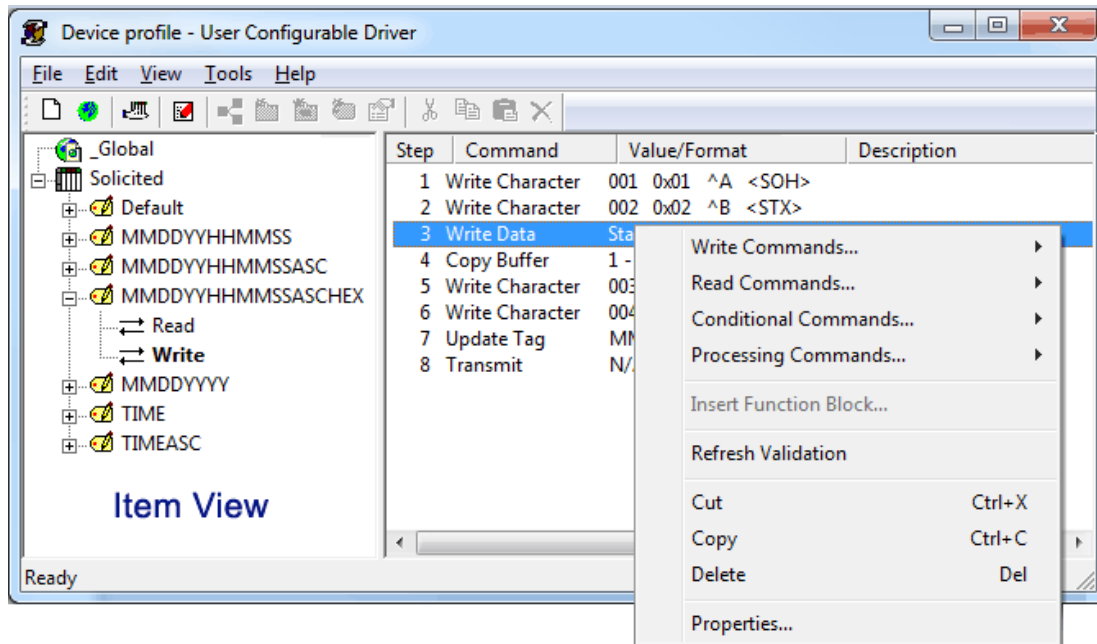 Device profile - User Configurable Driver
File Edit View Tools Help
_Global
Solicited
Default
MMDDYYHHMMSS
MMDDYYHHMMSSASC
MMDDYYHHMMSSASCHEX
Read
Write
MMDDYYYY
TIME
TIMEASC
Item View
Step Command Value/Format Description
1 Write Character 001 0x01 ^A <SOH>
2 Write Character 002 0x02 ^B <STX>
3 Write Data Sta
4 Copy Buffer 1 -
5 Write Character 003
6 Write Character 004
7 Update Tag
8 Transmit N/
Write Commands...
Read Commands...
Conditional Commands...
Processing Commands...
Insert Function Block...
Refresh Validation
Cut Ctrl+X
Copy Ctrl+C
Delete Del
Properties...
Ready